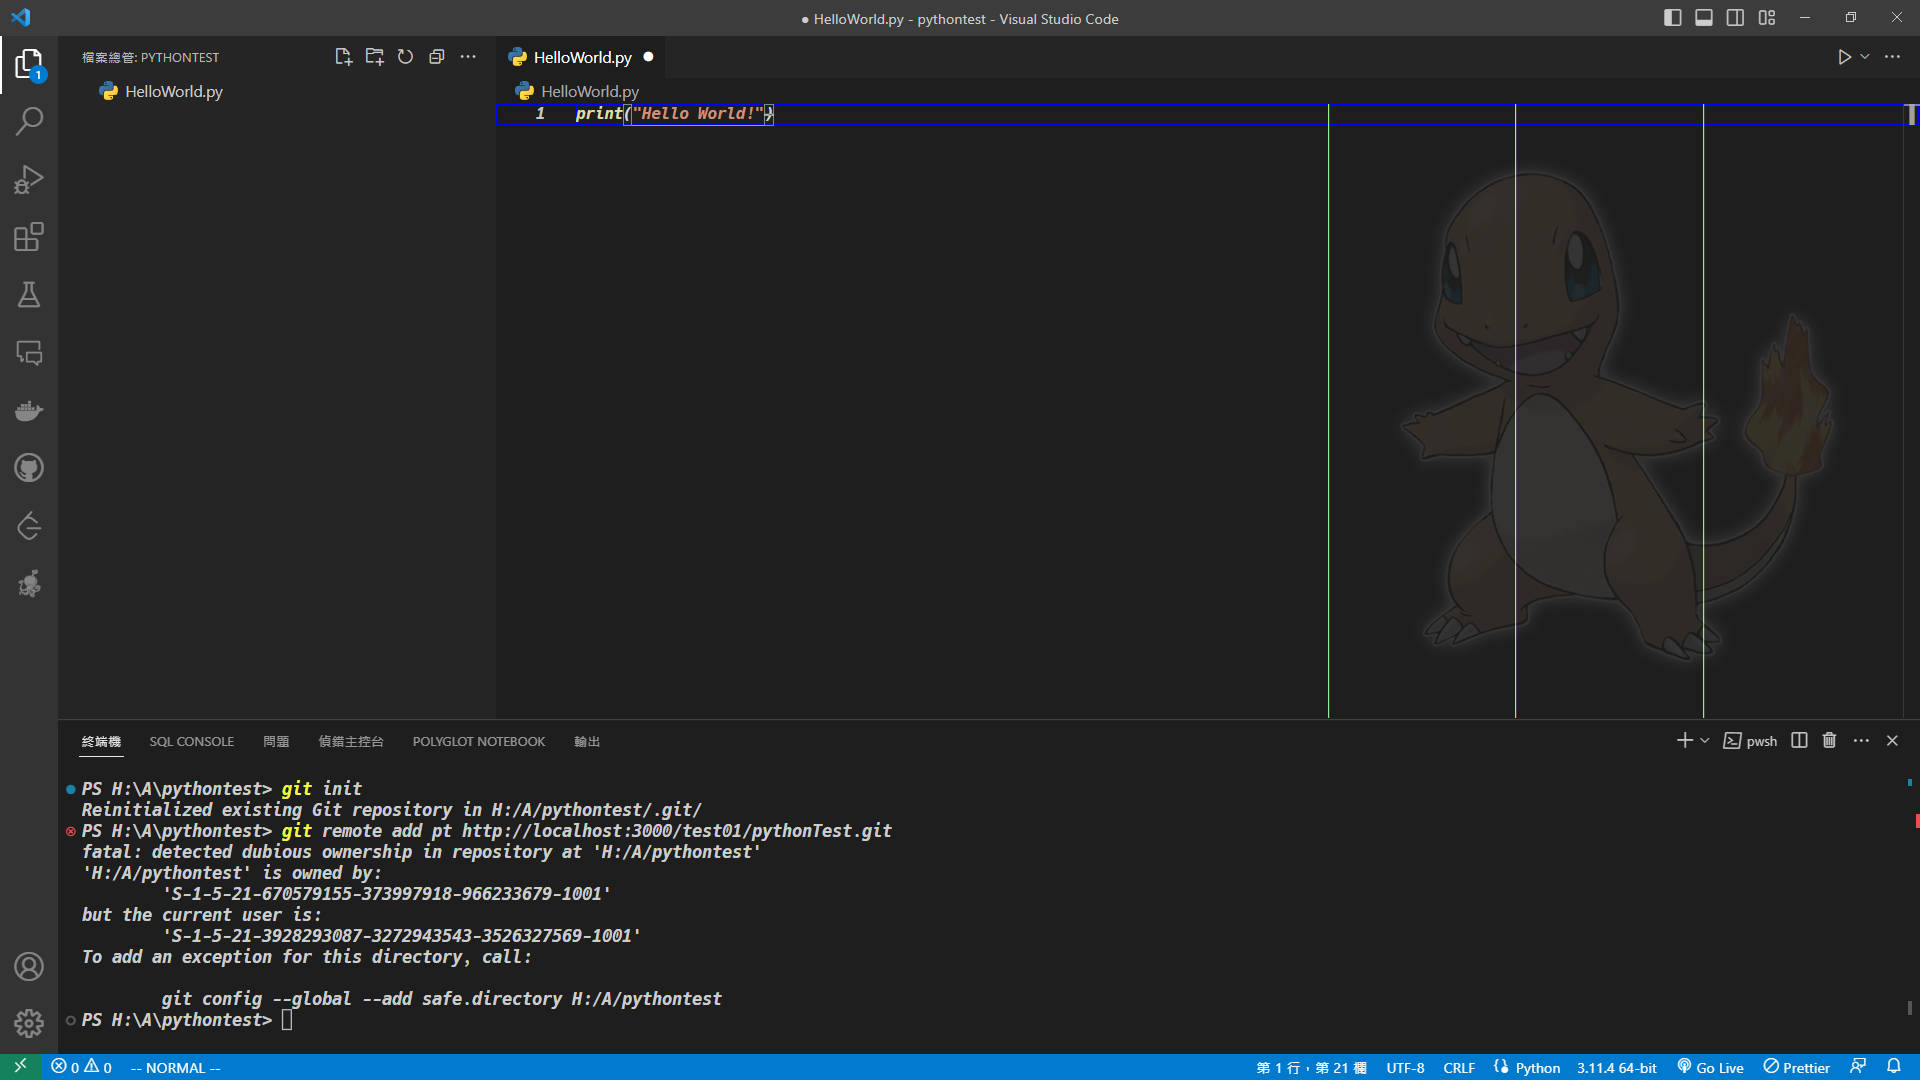 ● HelloWorld.py - pythontest - Visual Studio Code
檔案總管: PYTHONTEST
HelloWorld.py
1
HelloWorld.py
HelloWorld.py
1 print("Hello World!")
終端機 SQL CONSOLE 問題 偵錯主控台 POLYGLOT NOTEBOOK 輸出
pwsh
PS H:\A\pythontest> git init
Reinitialized existing Git repository in H:/A/pythontest/.git/
PS H:\A\pythontest> git remote add pt http://localhost:3000/test01/pythonTest.git
fatal: detected dubious ownership in repository at 'H:/A/pythontest'
'H:/A/pythontest' is owned by:
'S-1-5-21-670579155-373997918-966233679-1001'
but the current user is:
'S-1-5-21-3928293087-3272943543-3526327569-1001'
To add an exception for this directory, call:
git config --global --add safe.directory H:/A/pythontest
PS H:\A\pythontest>
0 0 -- NORMAL -- 第 1 行，第 21 欄 UTF-8 CRLF Python 3.11.4 64-bit Go Live Prettier